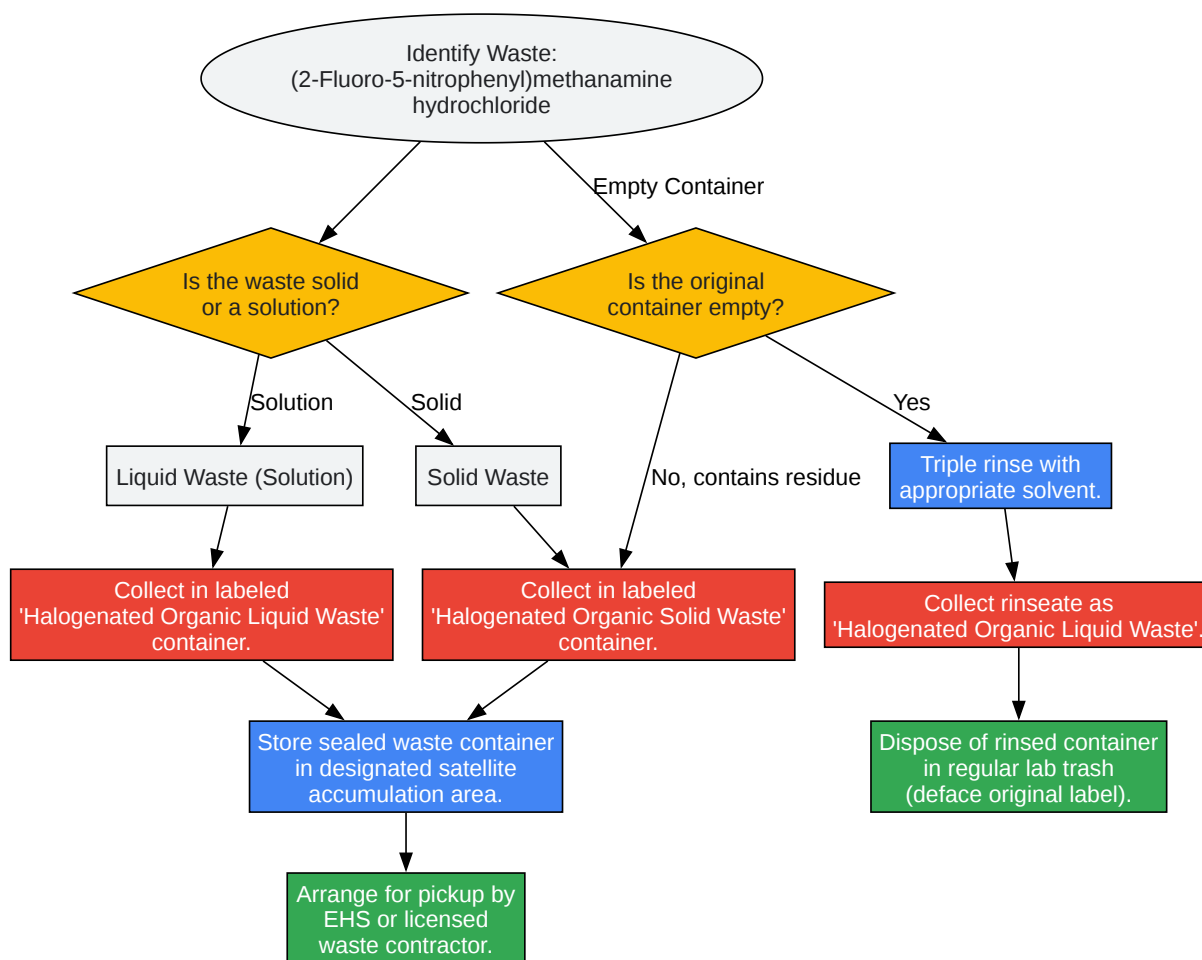 Identify Waste:
(2-Fluoro-5-nitrophenyl)methanamine
hydrochloride
Empty Container
Is the waste solid
or a solution?
Is the original
container empty?
Solution
Solid
Yes
Liquid Waste (Solution)
Solid Waste
No, contains residue
Triple rinse with
appropriate solvent.
Collect in labeled
'Halogenated Organic Liquid Waste'
container.
Collect in labeled
'Halogenated Organic Solid Waste'
container.
Collect rinseate as
'Halogenated Organic Liquid Waste'.
Store sealed waste container
in designated satellite
accumulation area.
Dispose of rinsed container
in regular lab trash
(deface original label).
Arrange for pickup by
EHS or licensed
waste contractor.